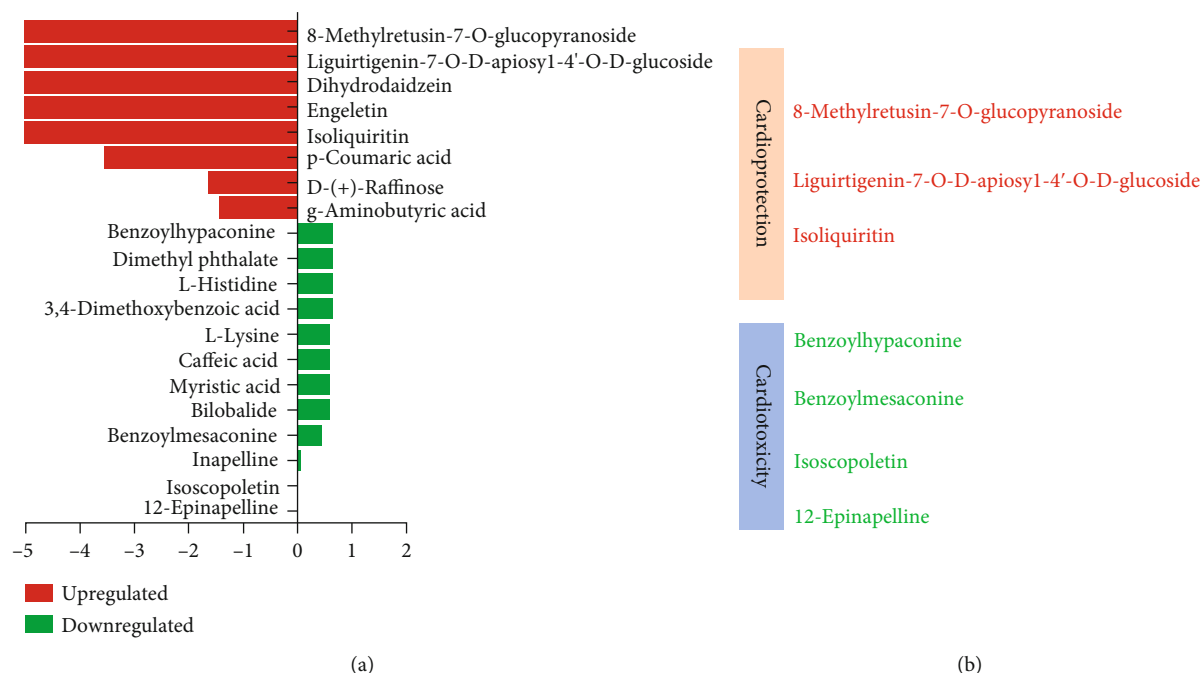 8-Methylretusin-7-O-glucopyranoside
Liguirtigenin-7-O-D-apiosy1-4'-O-D-glucoside
Dihydrodaidzein
Engeletin
Isoliquiritin
p-Coumaric acid
D-(+)-Raffinose
g-Aminobutyric acid
Benzoylhypaconine
Dimethyl phthalate
L-Histidine
3,4-Dimethoxybenzoic acid
L-Lysine
Caffeic acid
Myristic acid
Bilobalide
Benzoylmesaconine
Inapelline
Isoscopoletin
12-Epinapelline
–5 –4 –3 –2 –1 0 1 2
Upregulated
Downregulated
(a)
Cardioprotection
8-Methylretusin-7-O-glucopyranoside
Liguirtigenin-7-O-D-apiosy1-4′-O-D-glucoside
Isoliquiritin
Cardiotoxicity
Benzoylhypaconine
Benzoylmesaconine
Isoscopoletin
12-Epinapelline
(b)